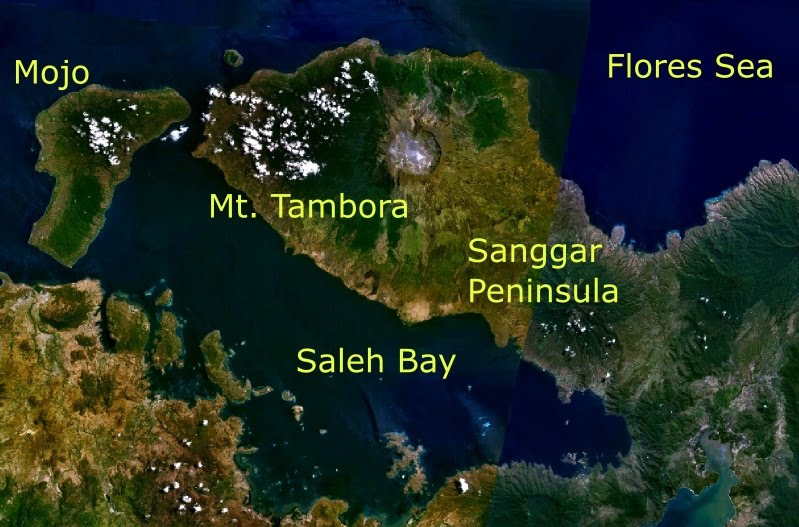 Mojo
Flores Sea
Mt. Tambora
Sanggar
Peninsula
Saleh Bay